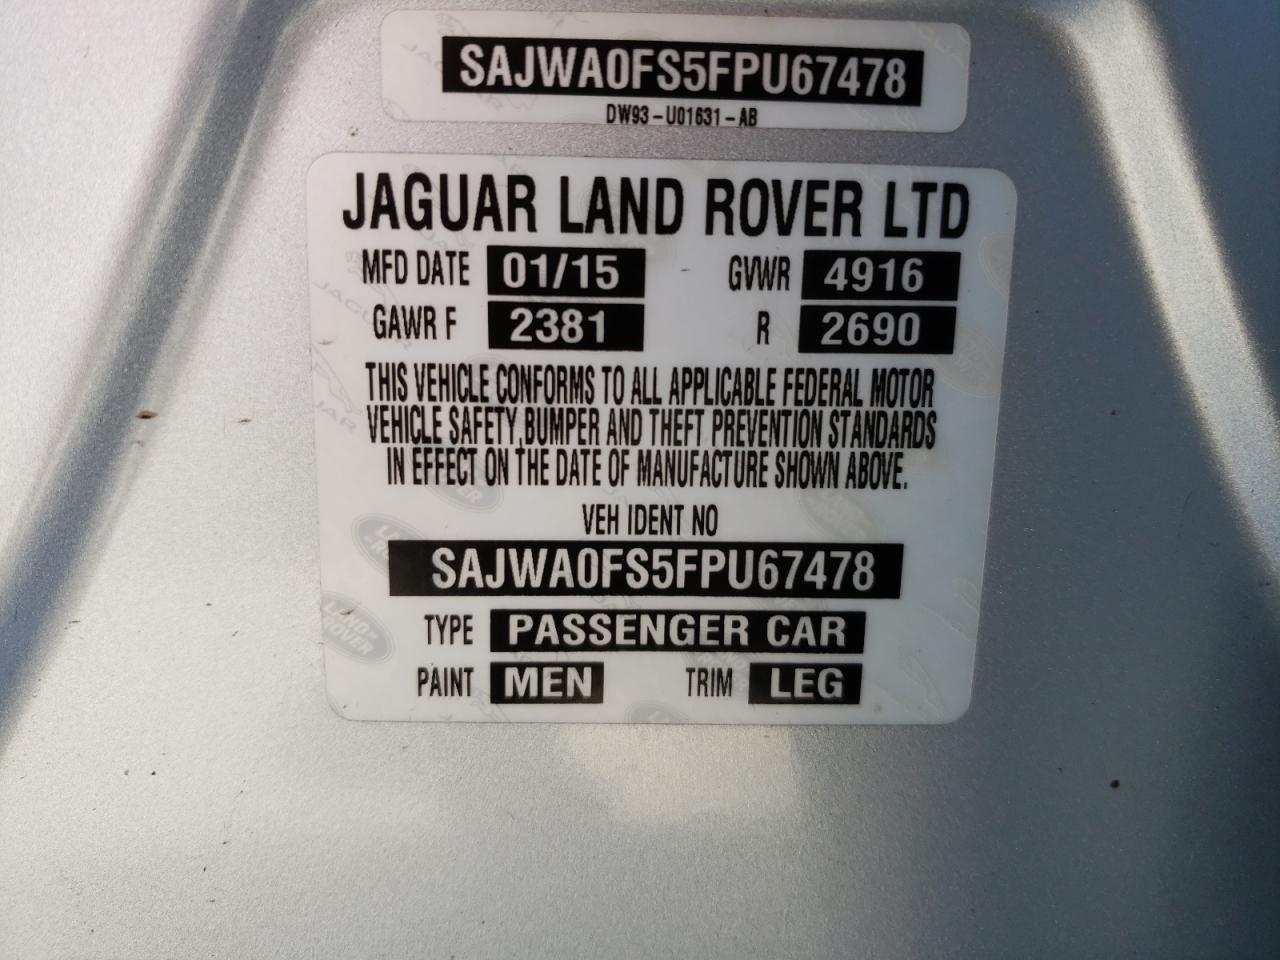 SAJWA0FS5FPU67478
DW93-U01631-AB
JAGUAR LAND ROVER LTD
MFD DATE 01/15 GVWR 4916
GAWR F 2381 R 2690
THIS VEHICLE CONFORMS TO ALL APPLICABLE FEDERAL MOTOR
VEHICLE SAFETY, BUMPER AND THEFT PREVENTION STANDARDS
IN EFFECT ON THE DATE OF MANUFACTURE SHOWN ABOVE.
VEH IDENT NO
SAJWA0FS5FPU67478
TYPE PASSENGER CAR
PAINT MEN TRIM LEG